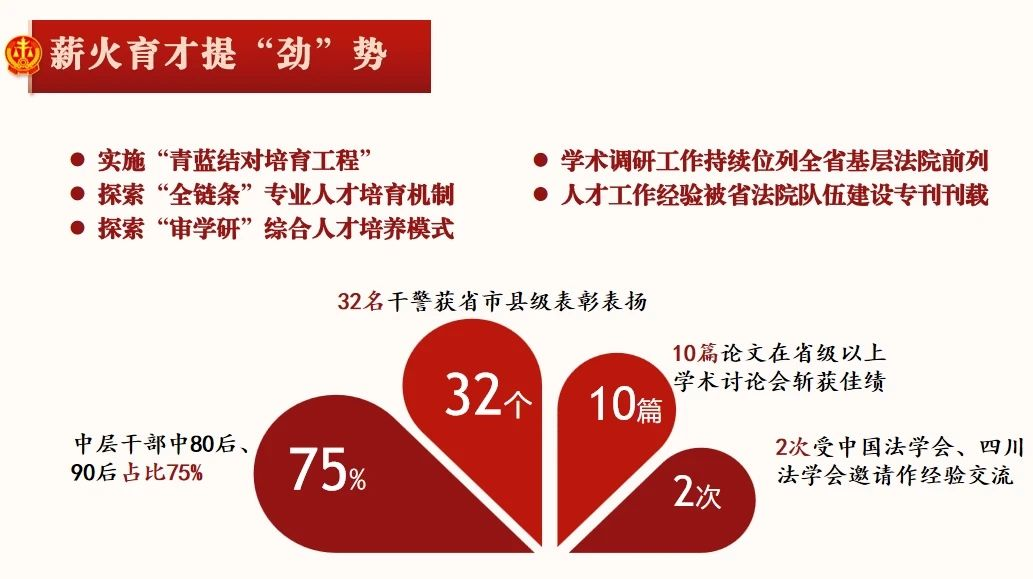 薪火育才提“劲”势
实施“青蓝结对培育工程”
探索“全链条”专业人才培育机制
探索“审学研”综合人才培养模式
学术调研工作持续位列全省基层法院前列
人才工作经验被省法院队伍建设专刊刊载
32名干警获省市县级表彰表扬
10篇论文在省级以上
学术讨论会斩获佳绩
32个
10篇
中层干部中80后、
90后占比75%
75%
2次受中国法学会、四川
法学会邀请作经验交流
2次